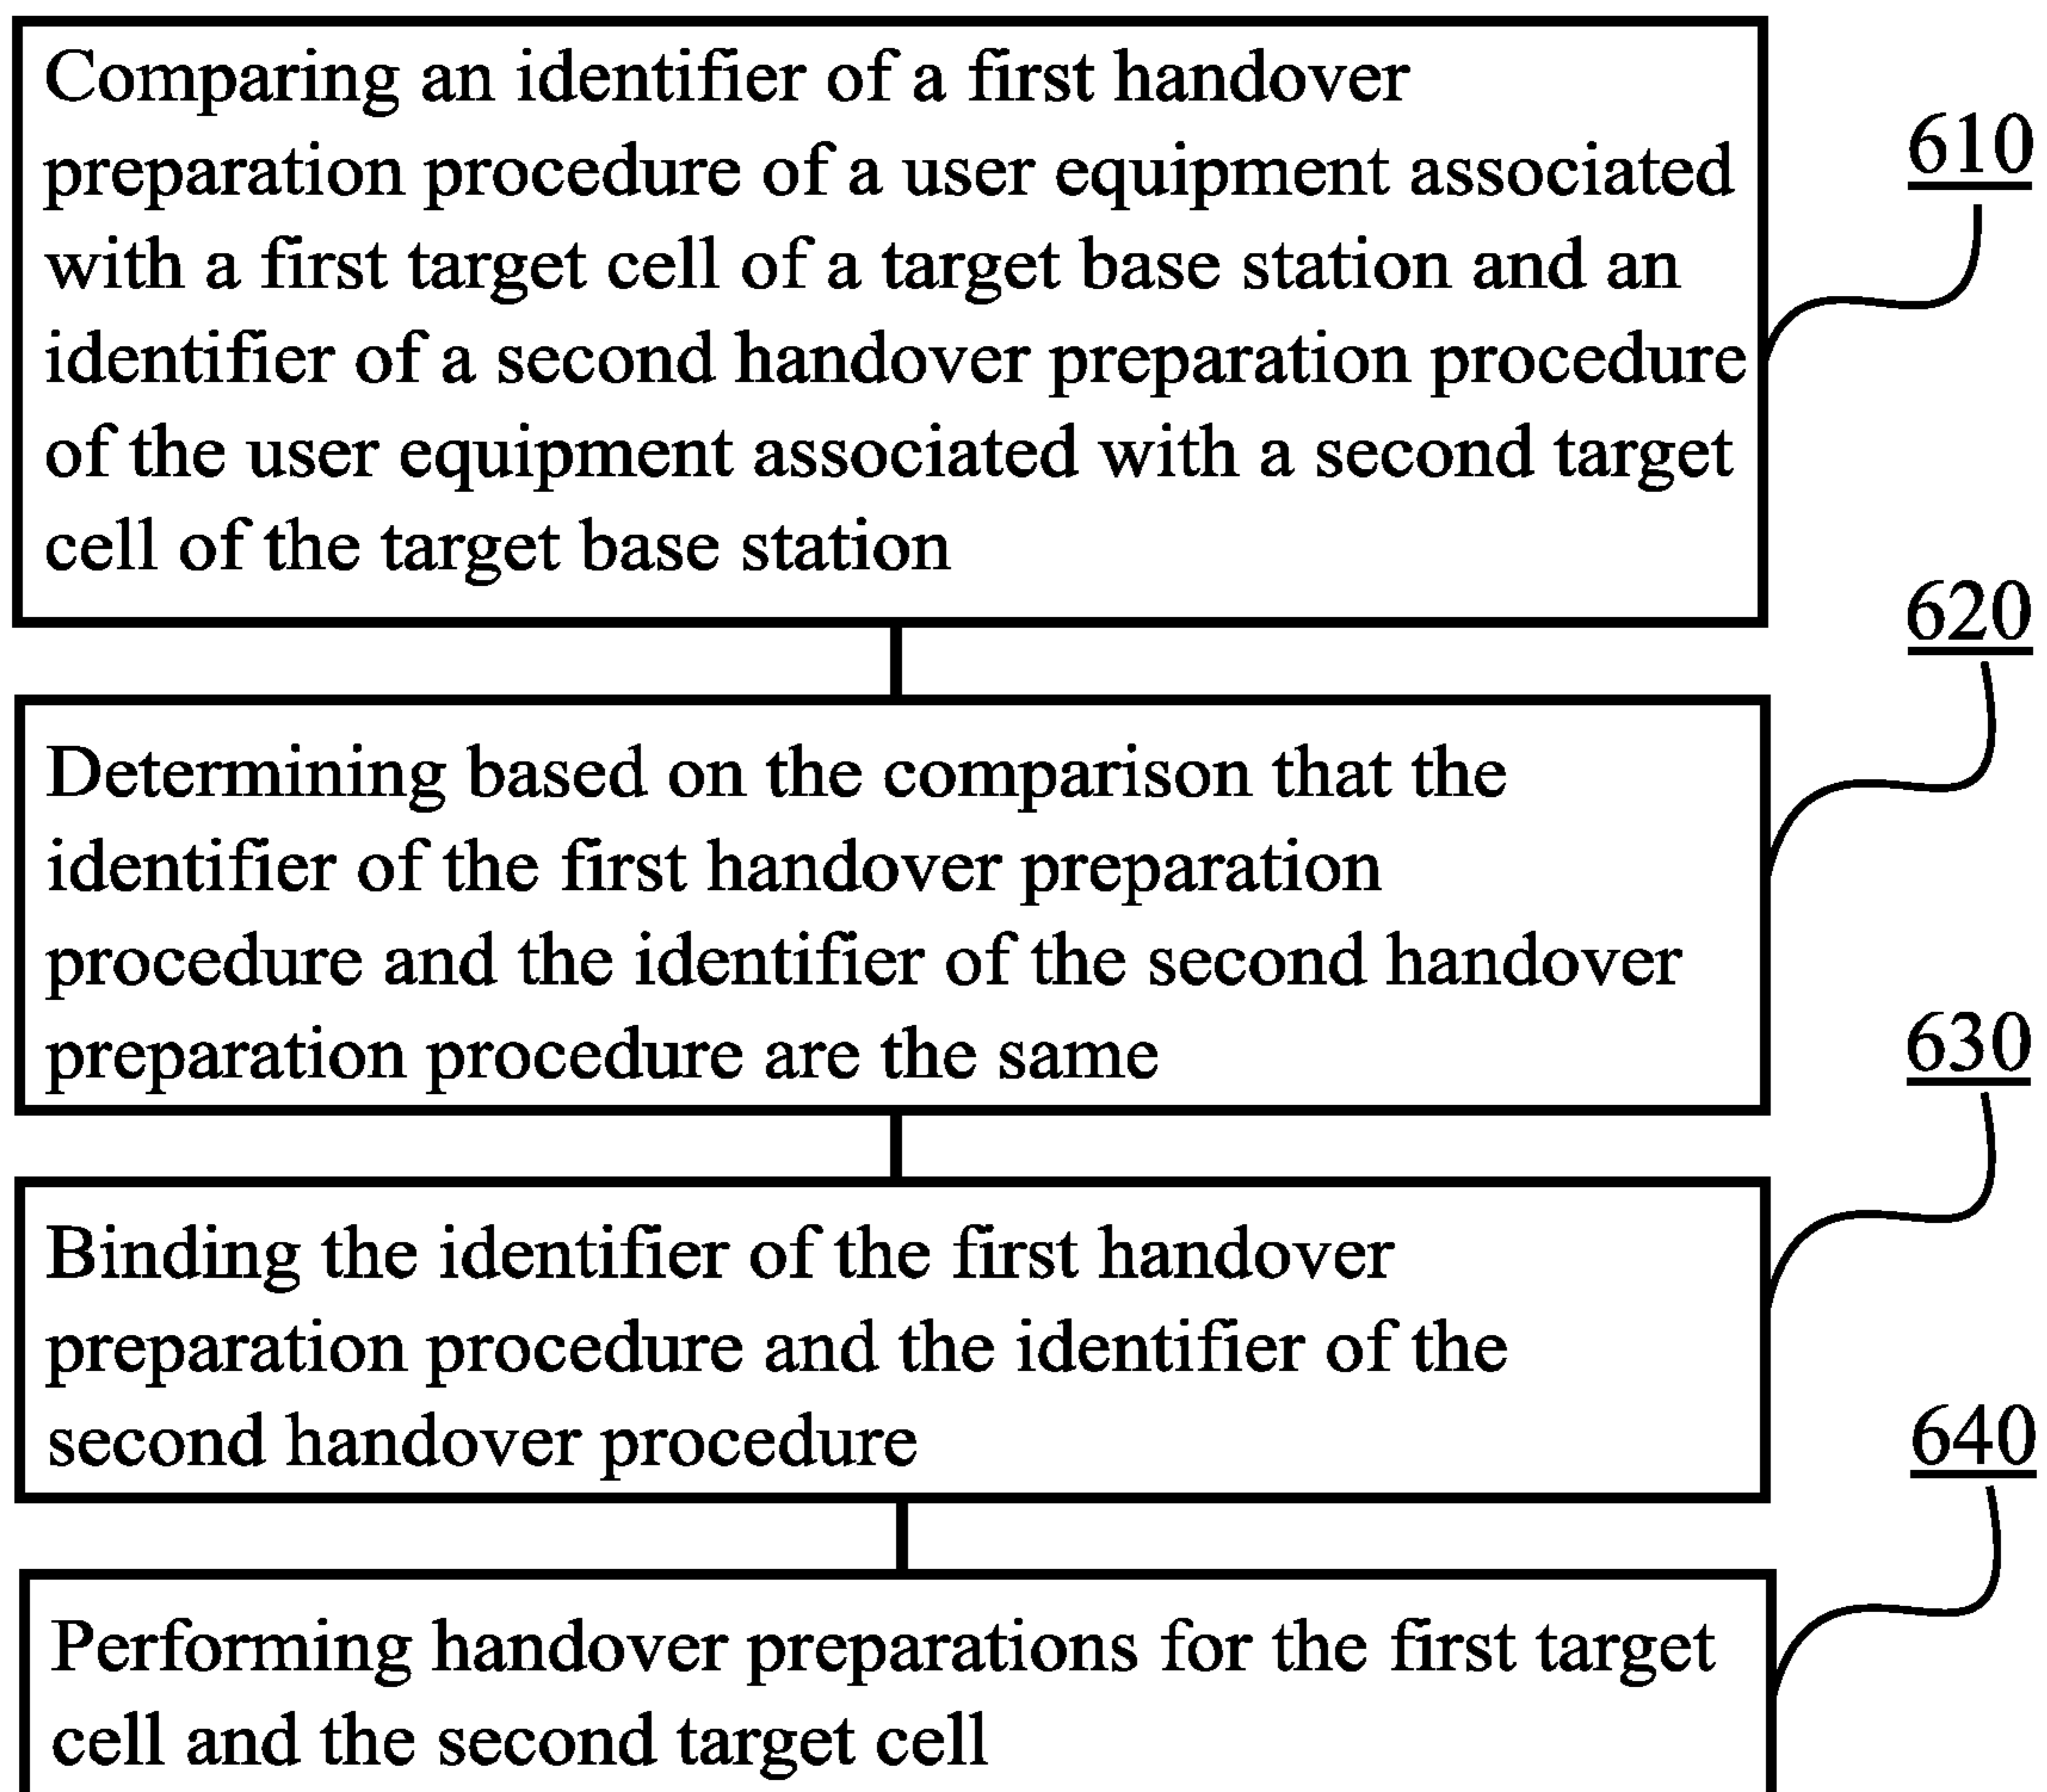 Comparing an identifier of a first handover
preparation procedure of a user equipment associated
with a first target cell of a target base station and an
identifier of a second handover preparation procedure
of the user equipment associated with a second target
cell of the target base station
610
Determining based on the comparison that the
identifier of the first handover preparation
procedure and the identifier of the second handover
preparation procedure are the same
620
Binding the identifier of the first handover
preparation procedure and the identifier of the
second handover procedure
630
Performing handover preparations for the first target
cell and the second target cell
640